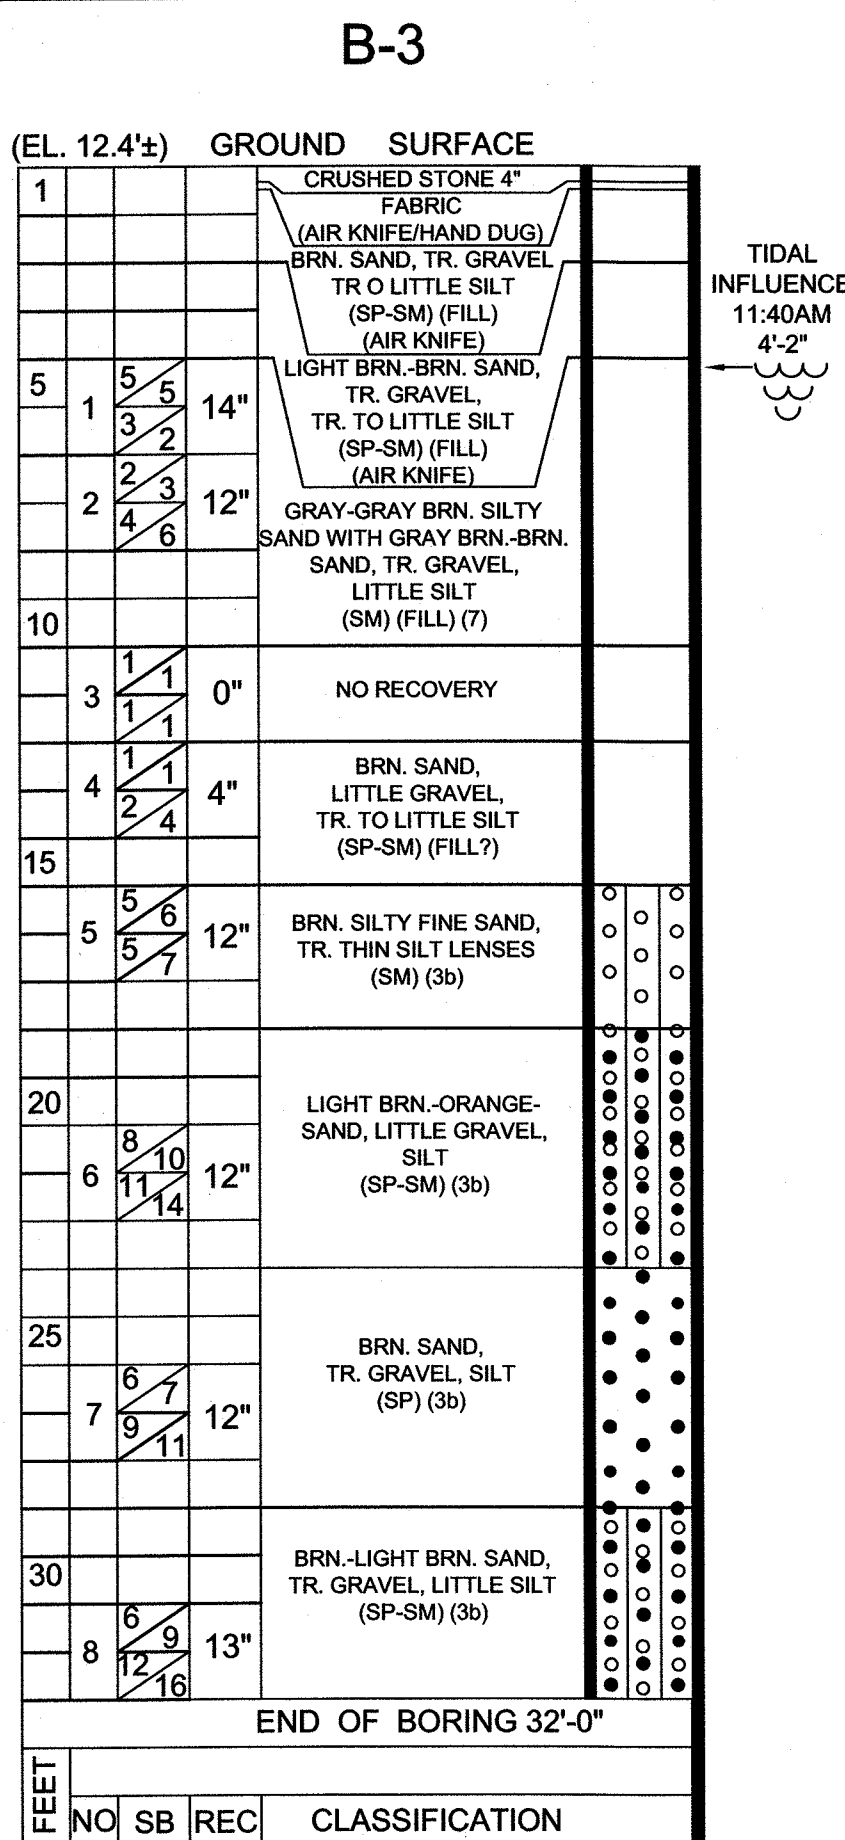 B-3
(EL. 12.4'±) GROUND SURFACE
1
CRUSHED STONE 4"
FABRIC
(AIR KNIFE/HAND DUG)
BRN. SAND, TR. GRAVEL
TR O LITTLE SILT
(SP-SM) (FILL)
(AIR KNIFE)
TIDAL
INFLUENCE
11:40AM
4'-2"
5
1
5 5
3 2
14"
LIGHT BRN.-BRN. SAND,
TR. GRAVEL,
TR. TO LITTLE SILT
(SP-SM) (FILL)
(AIR KNIFE)
2
2 3
4 6
12"
GRAY-GRAY BRN. SILTY
SAND WITH GRAY BRN.-BRN.
SAND, TR. GRAVEL,
LITTLE SILT
(SM) (FILL) (7)
10
3
1 1
1 1
0"
NO RECOVERY
4
1 1
2 4
4"
BRN. SAND,
LITTLE GRAVEL,
TR. TO LITTLE SILT
(SP-SM) (FILL?)
15
5
5 6
5 7
12"
BRN. SILTY FINE SAND,
TR. THIN SILT LENSES
(SM) (3b)
20
6
8 10
11 14
12"
LIGHT BRN.-ORANGE-
SAND, LITTLE GRAVEL,
SILT
(SP-SM) (3b)
25
7
6 7
9 11
12"
BRN. SAND,
TR. GRAVEL, SILT
(SP) (3b)
30
8
6 9
12 16
13"
BRN.-LIGHT BRN. SAND,
TR. GRAVEL, LITTLE SILT
(SP-SM) (3b)
END OF BORING 32'-0"
FEET
NO SB REC CLASSIFICATION